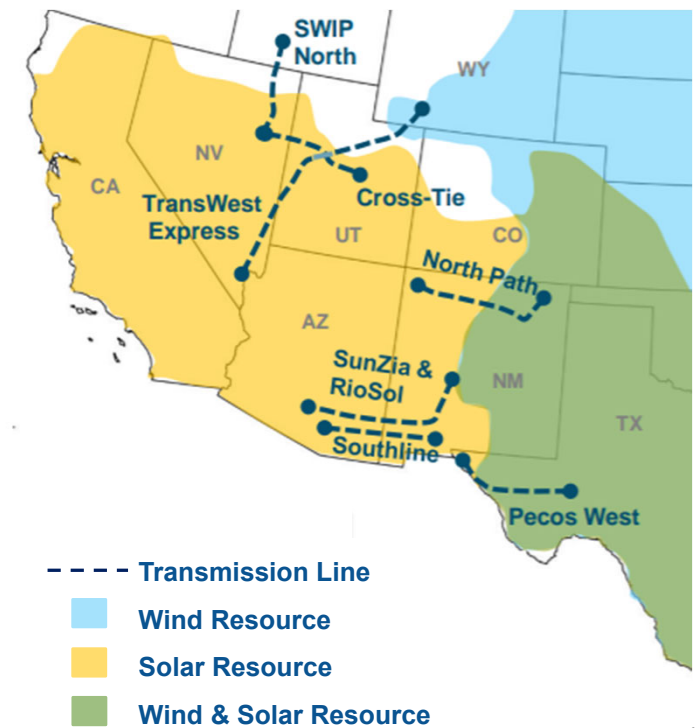 SWIP
North
WY
NV
CA
TransWest
Express
Cross-Tie
UT
CO
North Path
AZ
SunZia &
RioSol
NM
TX
Southline
Pecos West
Transmission Line
Wind Resource
Solar Resource
Wind & Solar Resource